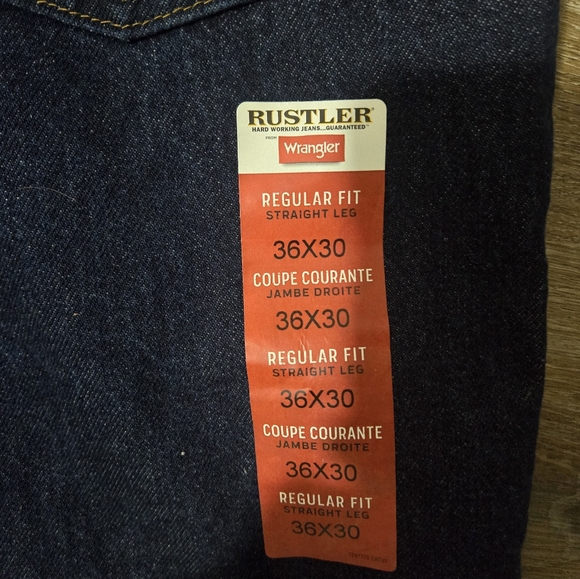 RUSTLER
HARD WORKING JEANS...GUARANTEED™
FROM Wrangler
REGULAR FIT
STRAIGHT LEG
36X30
COUPE COURANTE
JAMBE DROITE
36X30
REGULAR FIT
STRAIGHT LEG
36X30
COUPE COURANTE
JAMBE DROITE
36X30
REGULAR FIT
STRAIGHT LEG
36X30